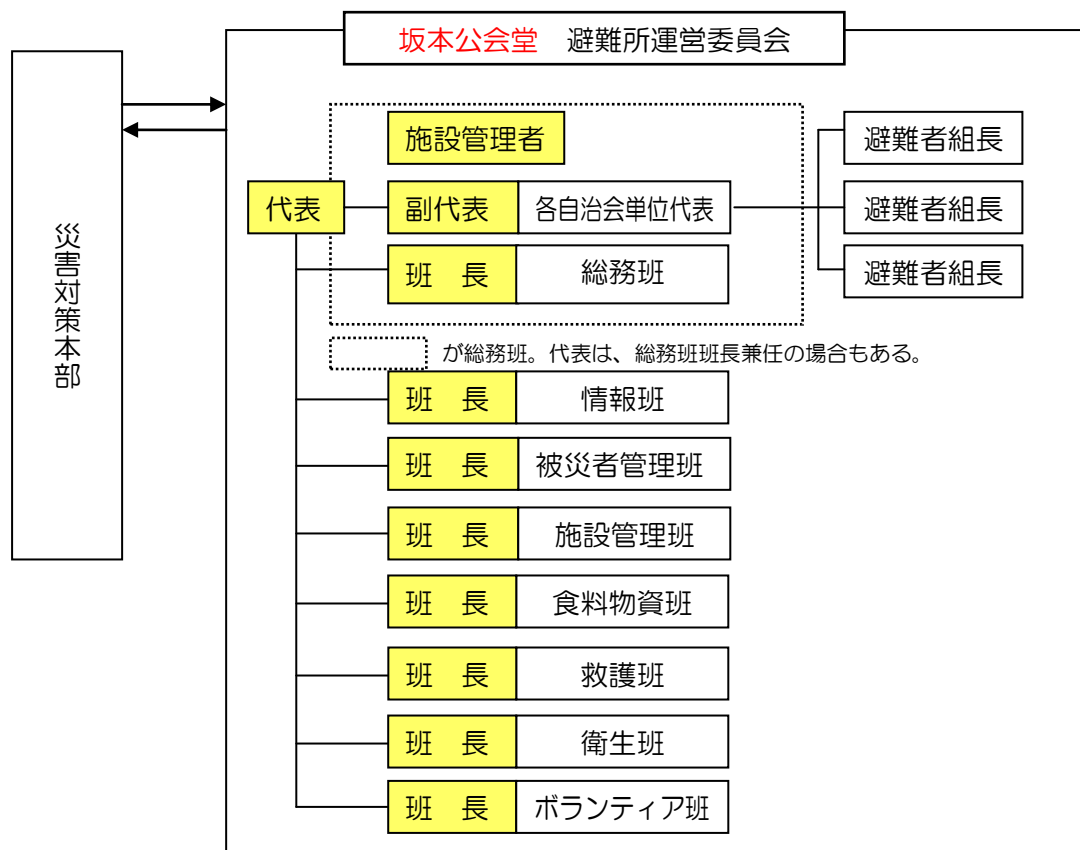 坂本公会堂　避難所運営委員会
災害対策本部
施設管理者
代表
副代表
各自治会単位代表
班　長
総務班
避難者組長
避難者組長
避難者組長
が総務班。代表は、総務班班長兼任の場合もある。
班　長
情報班
班　長
被災者管理班
班　長
施設管理班
班　長
食料物資班
班　長
救護班
班　長
衛生班
班　長
ボランティア班